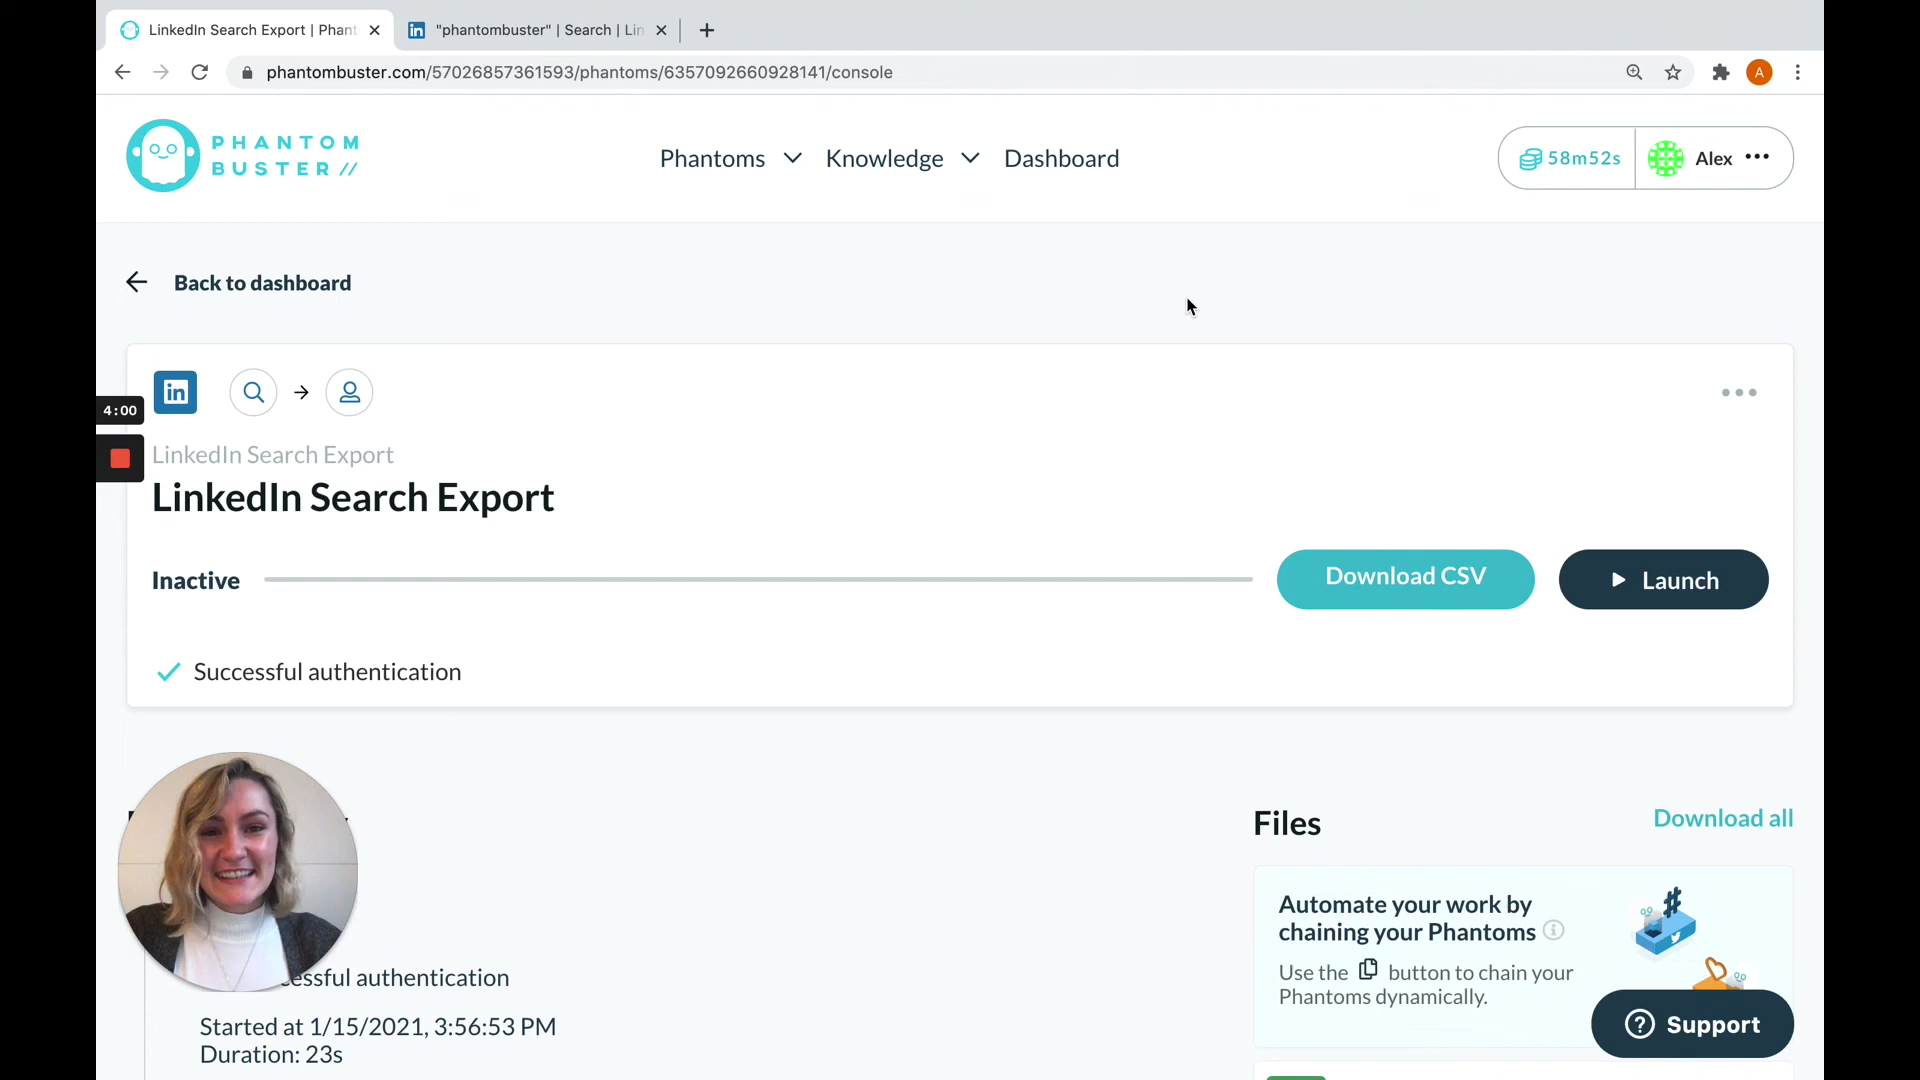 LinkedIn Search Export | Phant
"phantombuster" | Search | Lin
phantombuster.com/57026857361593/phantoms/6357092660928141/console
A
PHANTOM
BUSTER //
Phantoms
Knowledge
Dashboard
58m52s
Alex
Back to dashboard
in
4:00
LinkedIn Search Export
LinkedIn Search Export
Inactive
Download CSV
Launch
Successful authentication
Files
Download all
Automate your work by
chaining your Phantoms
Use the button to chain your
Phantoms dynamically.
essful authentication
Started at 1/15/2021, 3:56:53 PM
Duration: 23s
Support